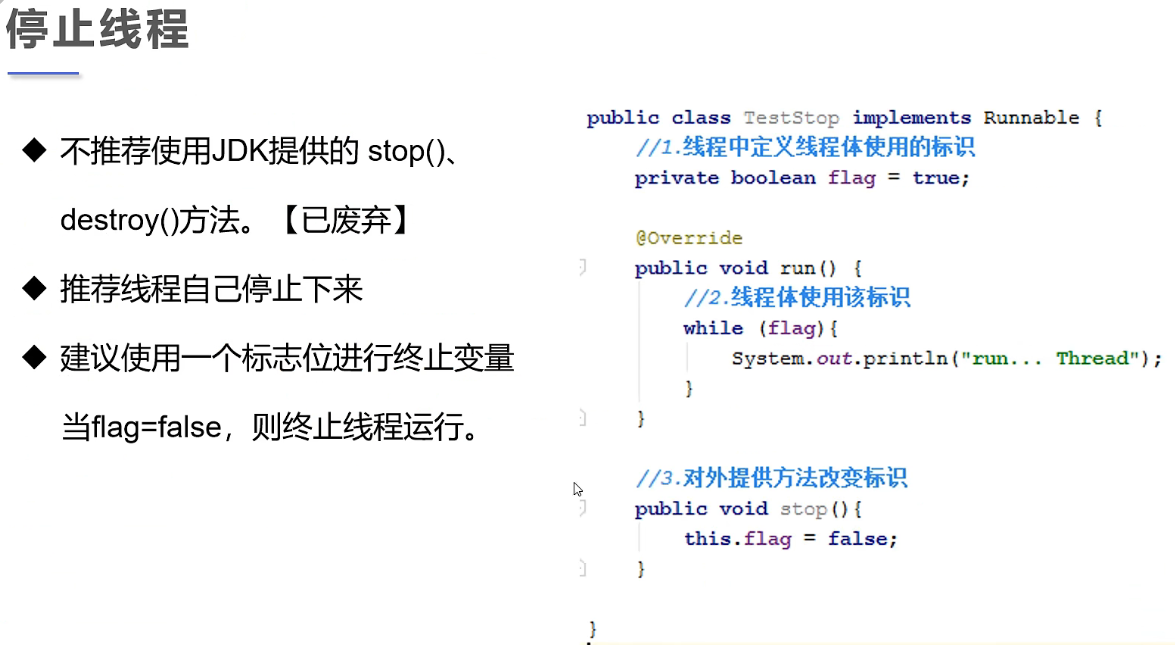 停止线程
◆ 不推荐使用JDK提供的 stop()、
destroy()方法。【已废弃】
◆ 推荐线程自己停止下来
◆ 建议使用一个标志位进行终止变量
当flag=false，则终止线程运行。
public class TestStop implements Runnable {
//1.线程中定义线程体使用的标识
private boolean flag = true;
@Override
public void run() {
//2.线程体使用该标识
while (flag){
System.out.println("run... Thread");
}
}
//3.对外提供方法改变标识
public void stop(){
this.flag = false;
}
}